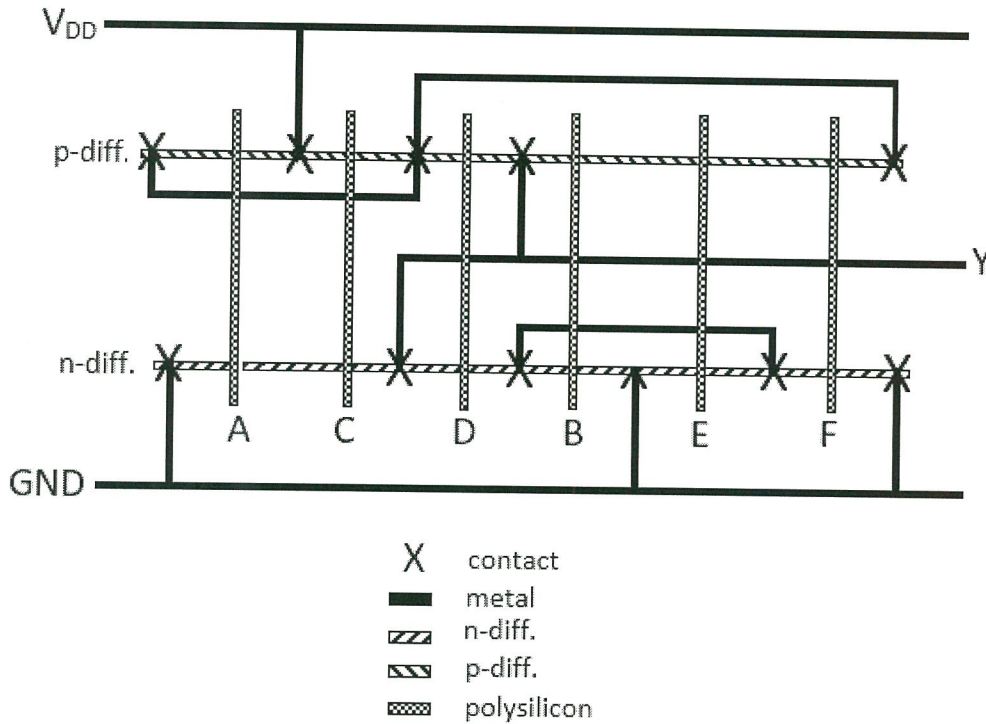 VDD
p-diff.
Y
n-diff.
A C D B E F
GND
X contact
metal
n-diff.
p-diff.
polysilicon